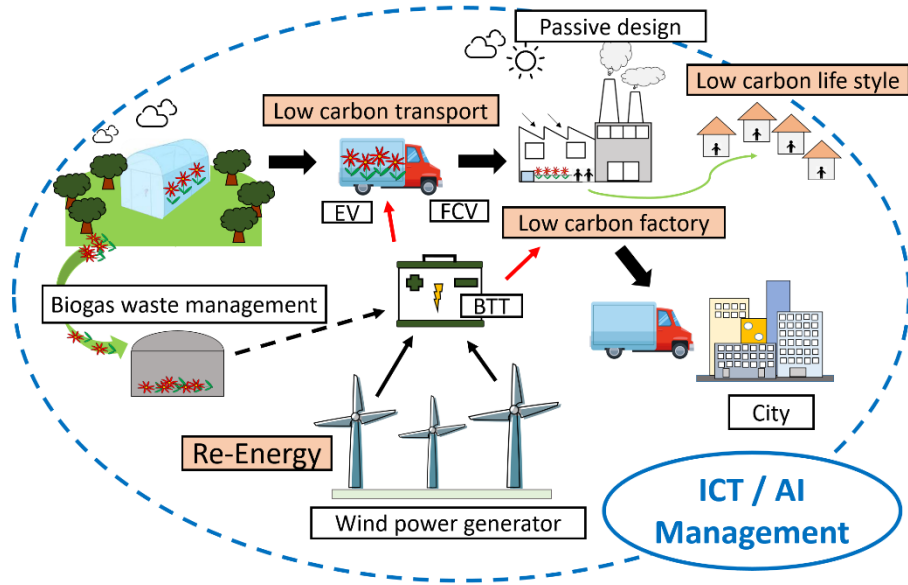 Passive design
Low carbon life style
Low carbon transport
EV
FCV
Low carbon factory
Biogas waste management
BTT
City
Re-Energy
Wind power generator
ICT / AI
Management